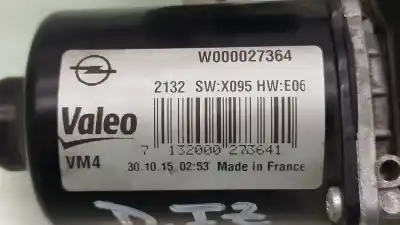 W000027364
2132 SW:X095 HW:E06
Valeo
7 132000 273641
VM4
30.10.15 02:53 Made in France
D.IZ